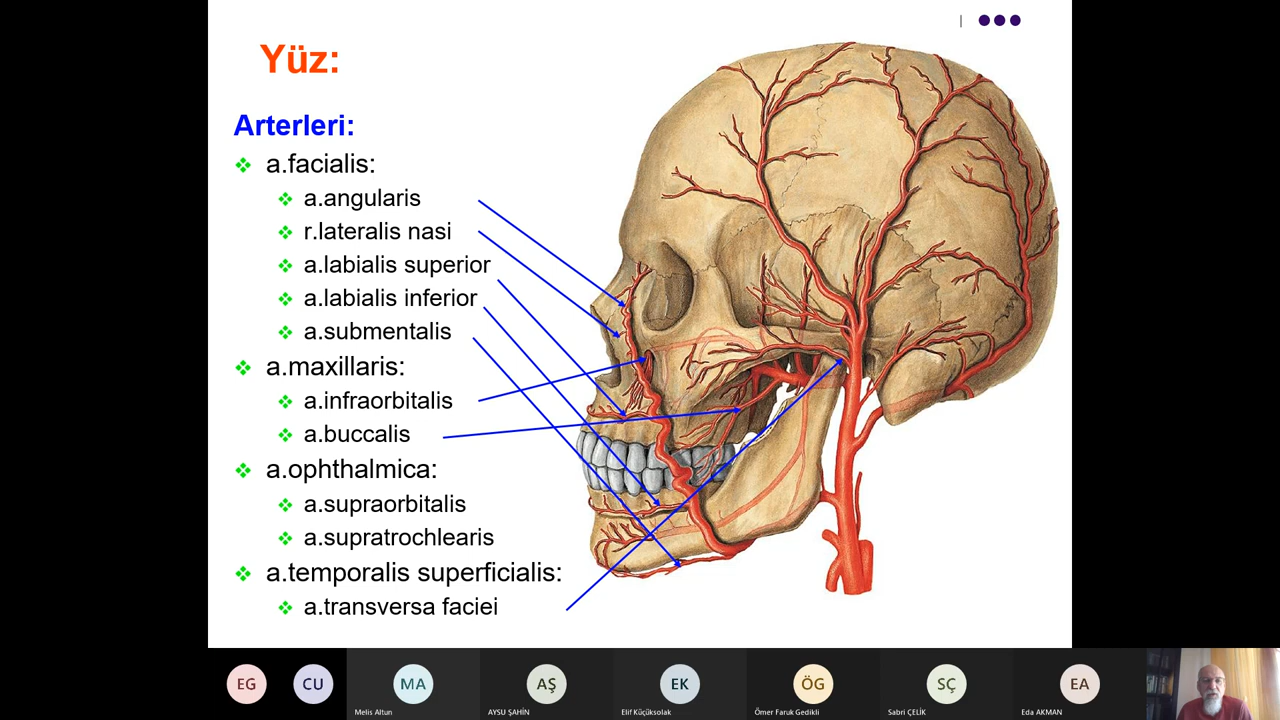 Yüz:
Arterleri:
a.facialis:
a.angularis
r.lateralis nasi
a.labialis superior
a.labialis inferior
a.submentalis
a.maxillaris:
a.infraorbitalis
a.buccalis
a.ophthalmica:
a.supraorbitalis
a.supratrochlearis
a.temporalis superficialis:
a.transversa faciei
EG
CU
MA
AŞ
EK
ÖG
SÇ
EA
Melis Altun
AYSU ŞAHİN
Elif Küçüksolak
Ömer Faruk Gedikli
Sabri ÇELİK
Eda AKMAN